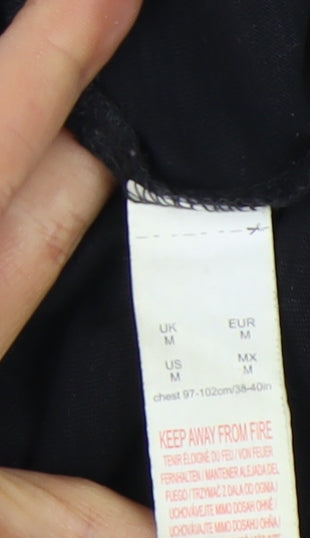 UK EUR
M M
US MX
M M
chest 97-102cm/38-40in
KEEP AWAY FROM FIRE
TENIR ÉLOIGNÉ DU FEU / VON FEUER
FERNHALTEN / MANTENER ALEJADA DEL
FUEGO / TRZYMAĆ Z DALA OD OGNIA /
UCHOVÁVEJTE MIMO DOSAH OHNĚ /
UCHOVÁVAJTE MIMO DOSAHU OHŇA /